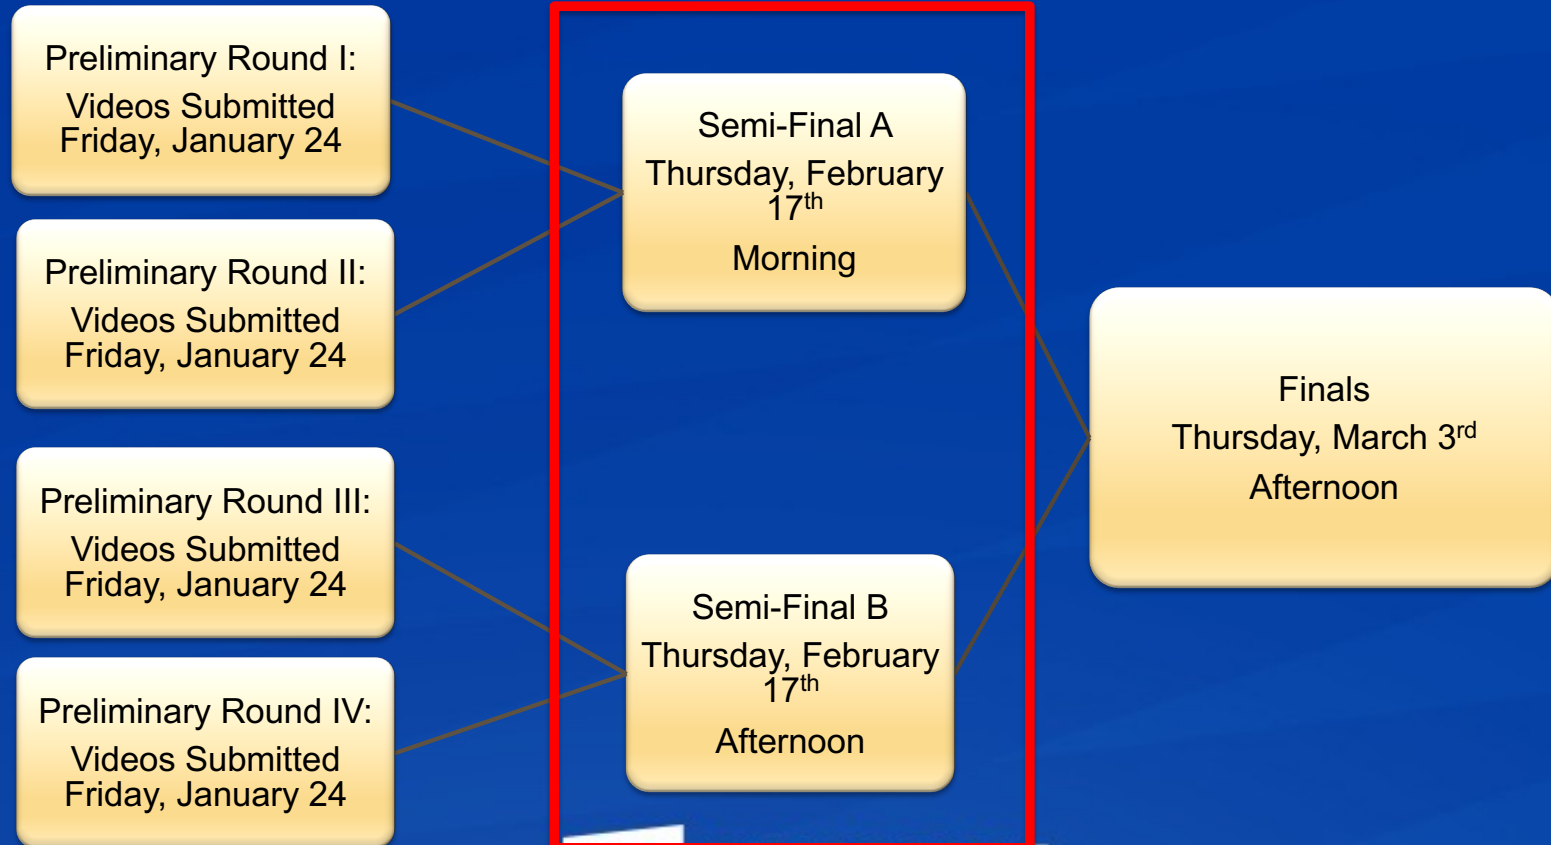 Preliminary Round I:
Videos Submitted
Friday, January 24
Preliminary Round II:
Videos Submitted
Friday, January 24
Preliminary Round III:
Videos Submitted
Friday, January 24
Preliminary Round IV:
Videos Submitted
Friday, January 24
Semi-Final A
Thursday, February
17th
Morning
Semi-Final B
Thursday, February
17th
Afternoon
Finals
Thursday, March 3rd
Afternoon